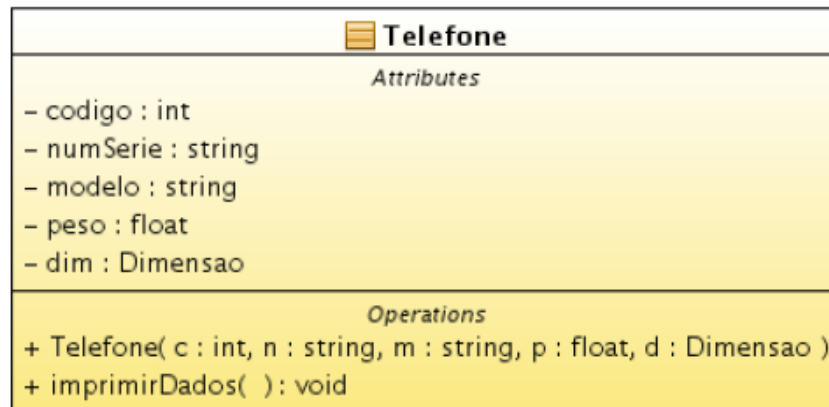 Telefone
Attributes
– codigo : int
– numSerie : string
– modelo : string
– peso : float
– dim : Dimensao
Operations
+ Telefone( c : int, n : string, m : string, p : float, d : Dimensao )
+ imprimirDados( ) : void